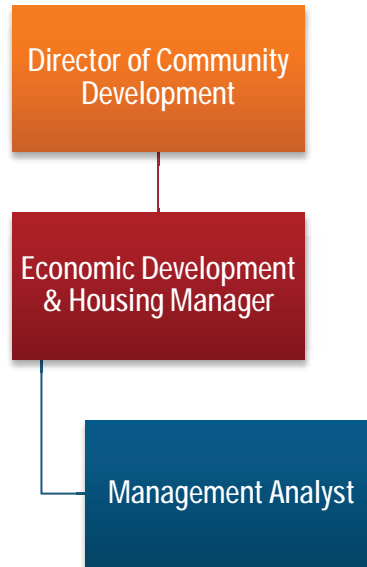 Director of Community
Development
Economic Development
& Housing Manager
Management Analyst